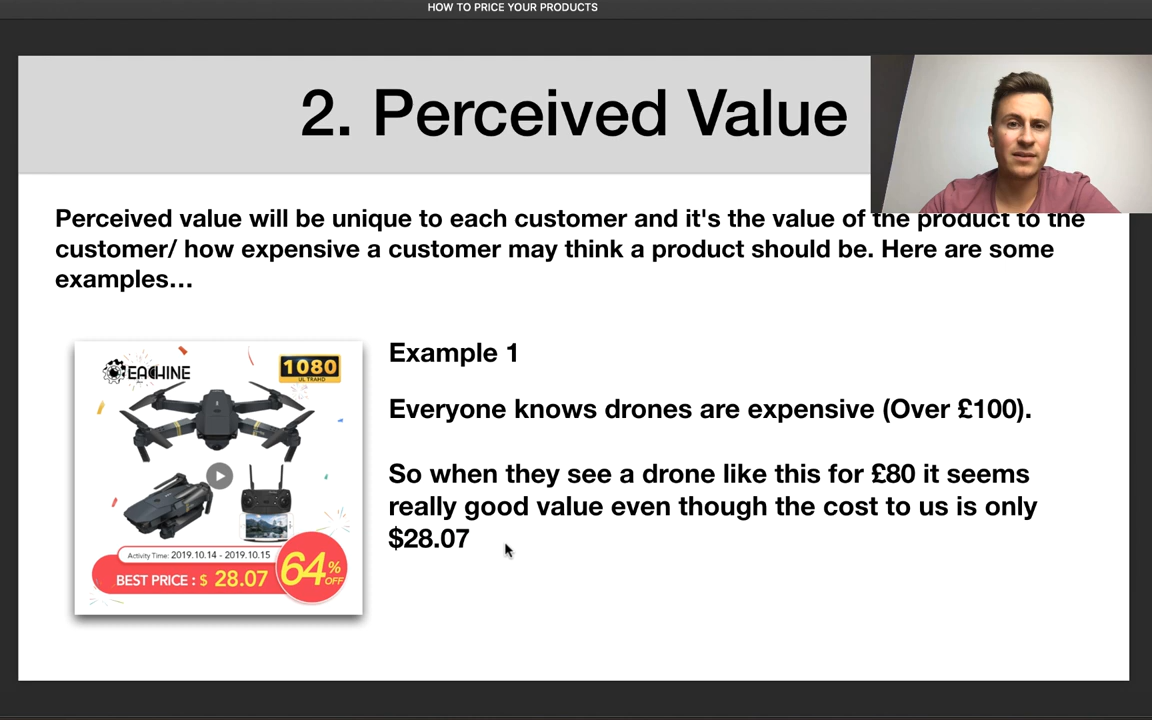 HOW TO PRICE YOUR PRODUCTS
2. Perceived Value
Perceived value will be unique to each customer and it's the value of the product to the
customer/ how expensive a customer may think a product should be. Here are some
examples...
EACHINE
1080
UL TRAHD
Activity Time: 2019.10.14 - 2019.10.15
BEST PRICE : $ 28.07
64%
OFF
Example 1
Everyone knows drones are expensive (Over £100).
So when they see a drone like this for £80 it seems
really good value even though the cost to us is only
$28.07